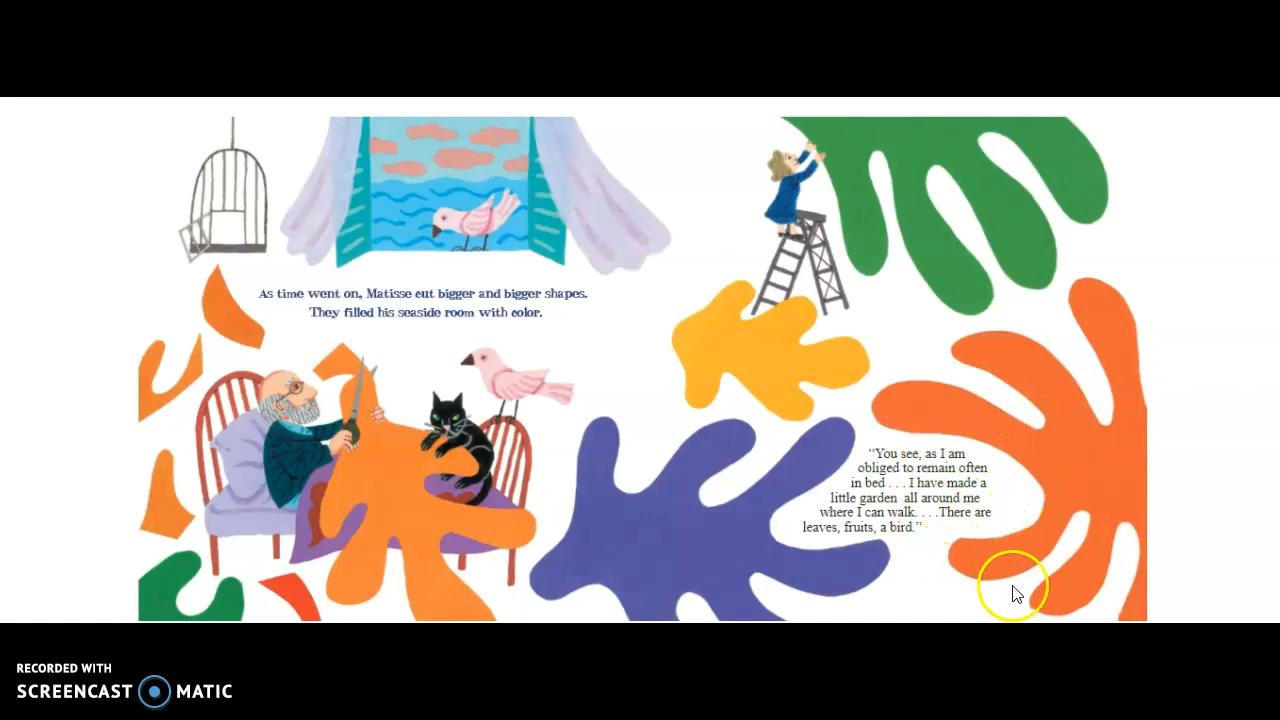 As time went on, Matisse cut bigger and bigger shapes.
They filled his seaside room with color.
“You see, as I am
obliged to remain often
in bed . . . I have made a
little garden all around me
where I can walk. . . .There are
leaves, fruits, a bird.”
RECORDED WITH
SCREENCAST MATIC